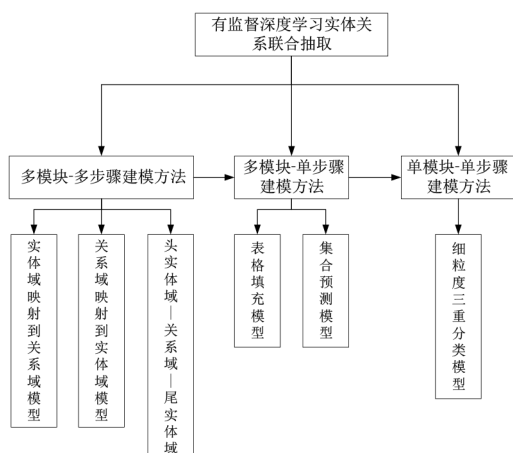 有监督深度学习实体关
系联合抽取
多模块-多步骤建模方法
多模块-单步骤
建模方法
单模块-单步骤
建模方法
实体域映射到关系域模型
关系域映射到实体域模型
头实体域—关系域—尾实体域
表格填充模型
集合预测模型
细粒度三重分类模型